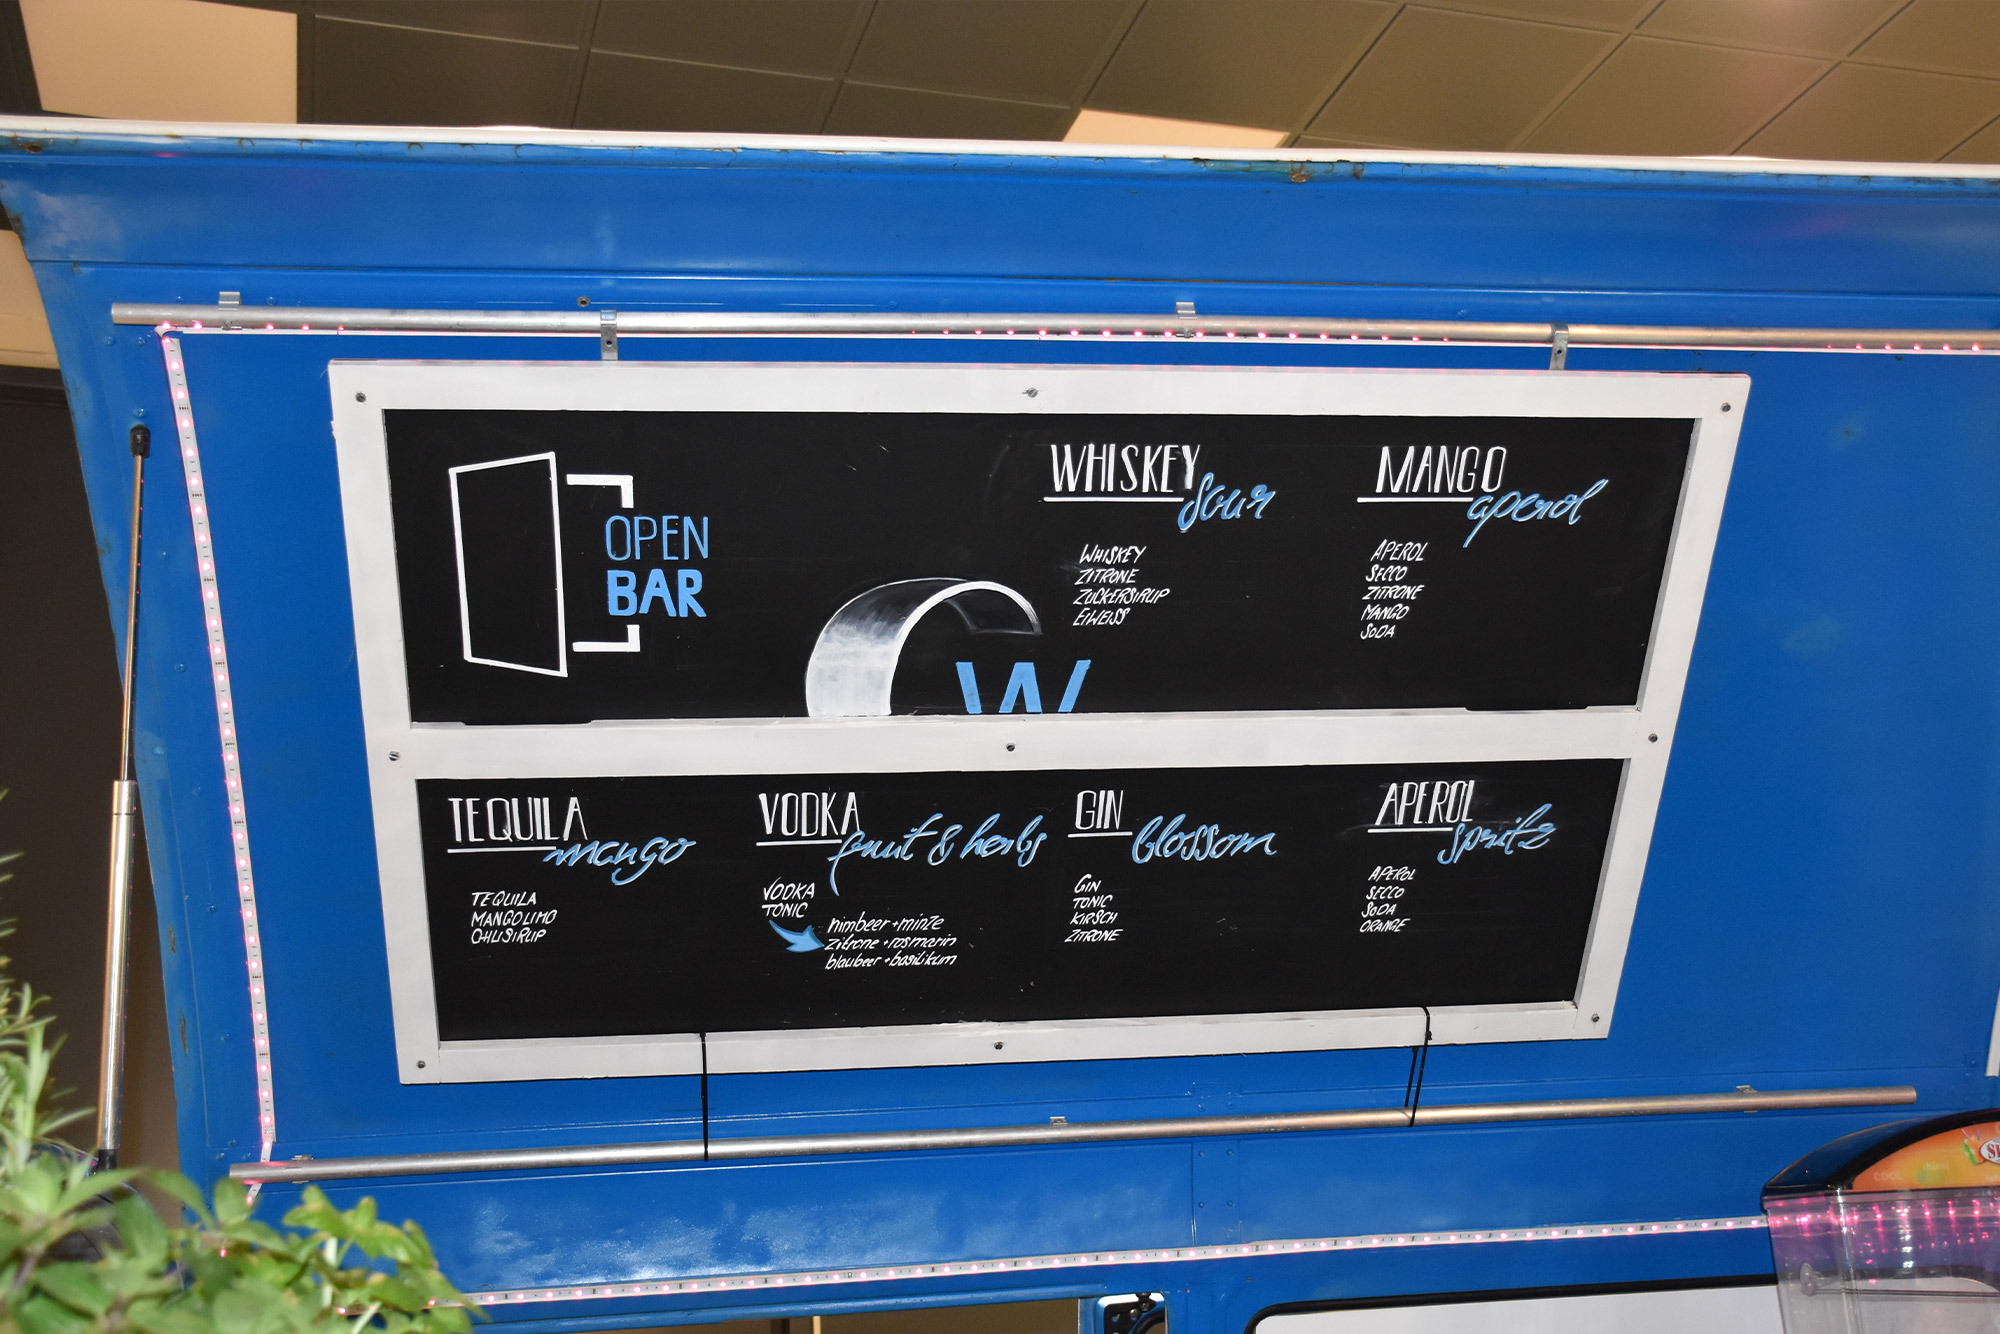 OPEN
BAR
W
WHISKEY
sour
WHISKEY
ZITRONE
ZUCKERSIRUP
EIWEISS
MANGO
aperol
APEROL
SECCO
ZITRONE
MANGO
SODA
TEQUILA
mango
TEQUILA
MANGOLIMO
CHILISIRUP
VODKA
fruit & herbs
VODKA
TONIC
himbeer + minze
zitrone + rosmarin
blaubeer + basilikum
GIN
blossom
GIN
TONIC
KIRSCH
ZITRONE
APEROL
spritz
APEROL
SECCO
SODA
ORANGE
COOL